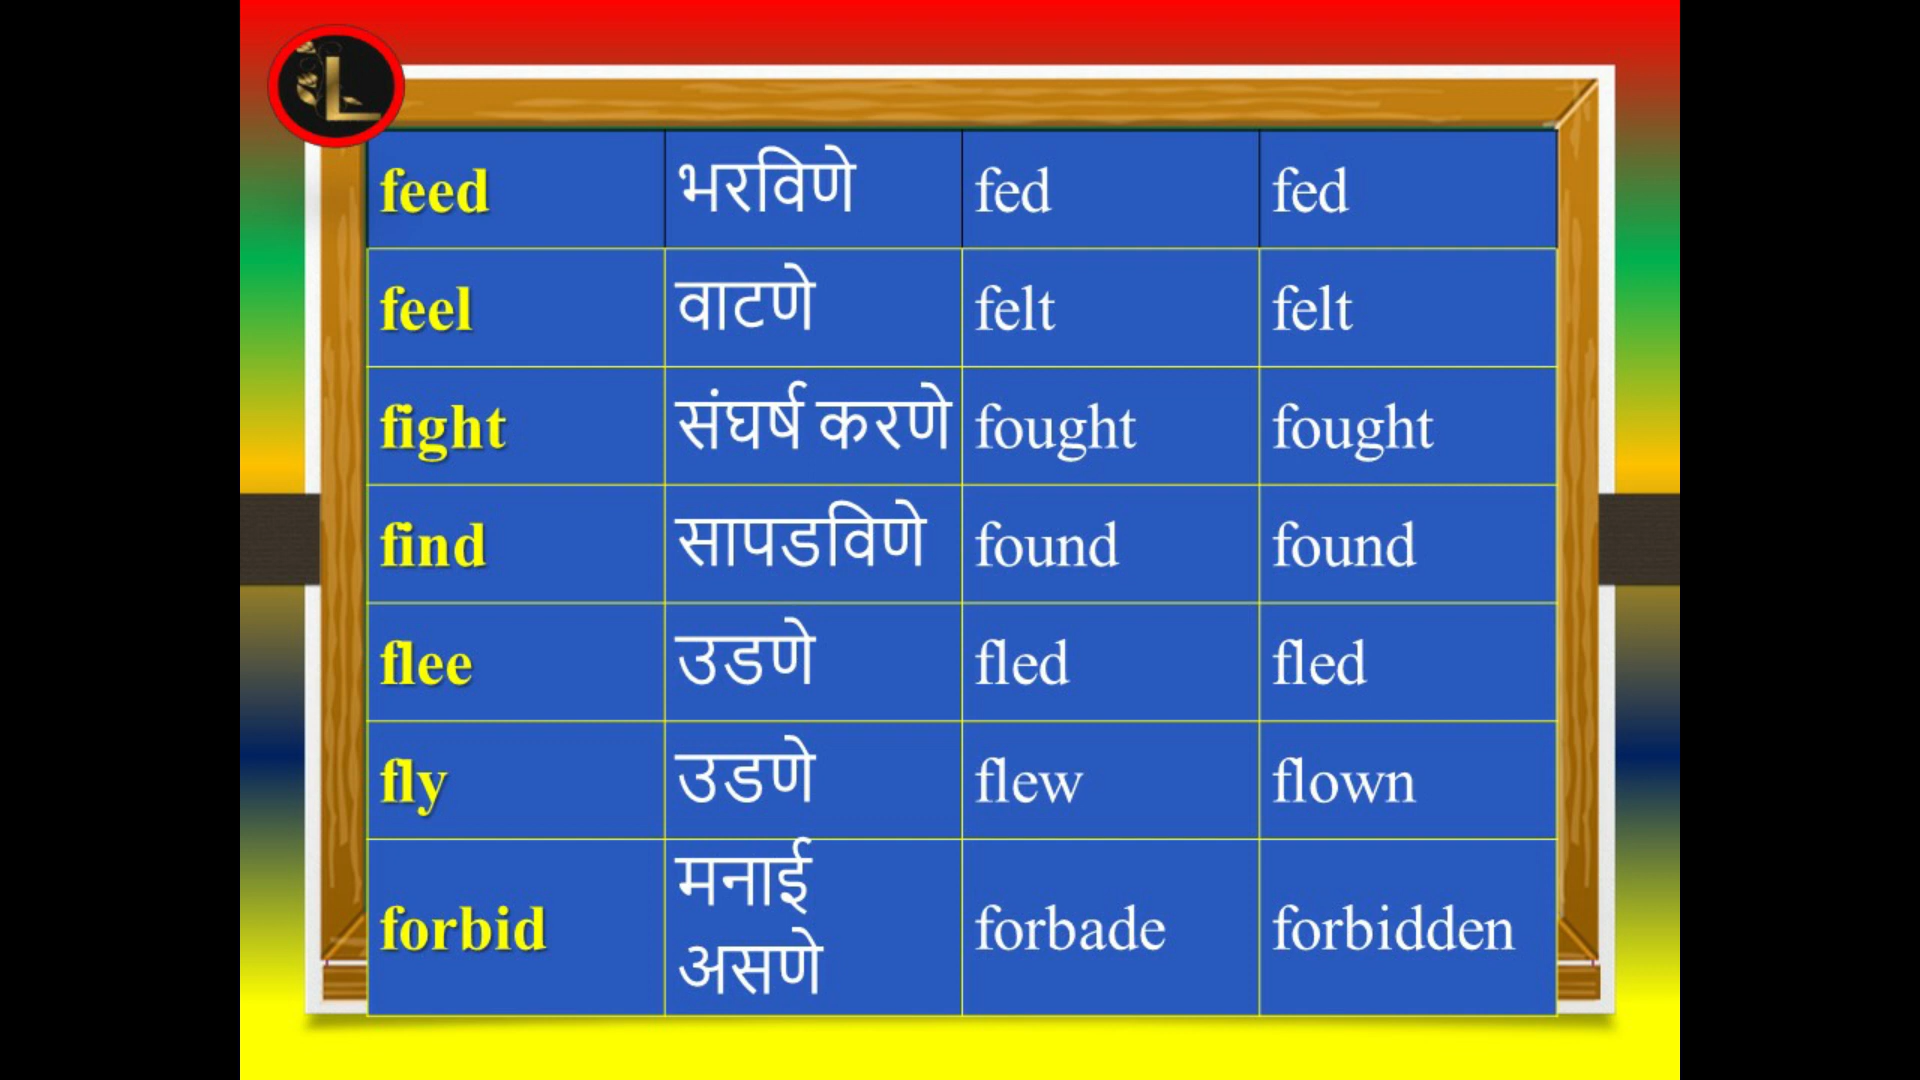 L
feed भरविणे fed fed
feel वाटणे felt felt
fight संघर्ष करणे fought fought
find सापडविणे found found
flee उडणे fled fled
fly उडणे flew flown
forbid मनाई असणे forbade forbidden